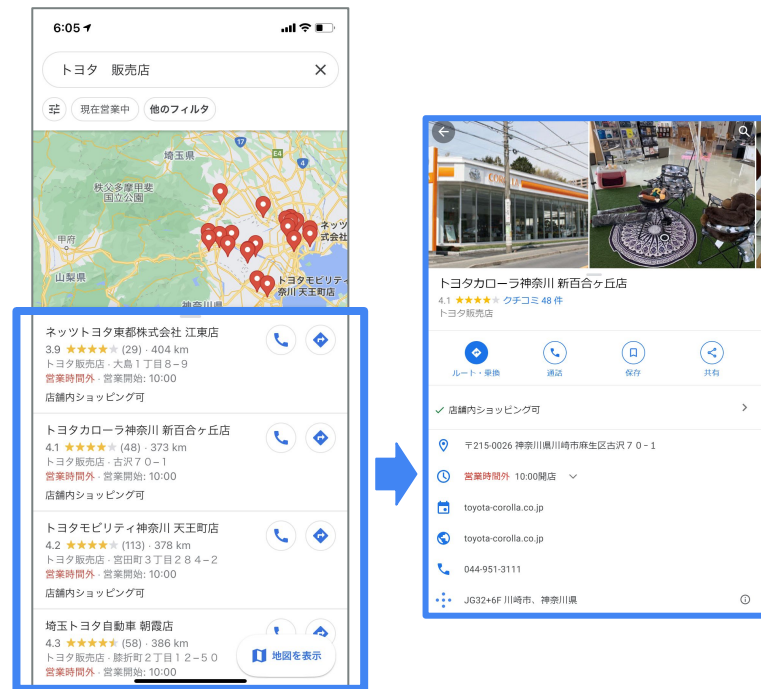 6:05
トヨタ 販売店
現在営業中
他のフィルタ
17
E4
埼玉県
4
秩父多摩甲斐
国立公園
甲府
ネッツ
式会社
山梨県
トヨタモビリティ
奈川 天王町店
神奈川県
ネッツトヨタ東都株式会社 江東店
3.9 (29) · 404 km
トヨタ販売店 · 大島1丁目8−9
営業時間外 · 営業開始: 10:00
店舗内ショッピング可
トヨタカローラ神奈川 新百合ヶ丘店
4.1 (48) · 373 km
トヨタ販売店 · 古沢70−1
営業時間外 · 営業開始: 10:00
店舗内ショッピング可
トヨタモビリティ神奈川 天王町店
4.2 (113) · 378 km
トヨタ販売店 · 宮田町3丁目284−2
営業時間外 · 営業開始: 10:00
店舗内ショッピング可
埼玉トヨタ自動車 朝霞店
4.3 (58) · 386 km
トヨタ販売店 · 膝折町2丁目12−50
営業時間外 · 営業開始: 10:00
地図を表示
COROLLA
トヨタカローラ神奈川 新百合ヶ丘店
4.1 クチコミ 48 件
トヨタ販売店
ルート・乗換
通話
保存
共有
店舗内ショッピング可
〒215-0026 神奈川県川崎市麻生区古沢70−1
営業時間外 10:00開店
toyota-corolla.co.jp
toyota-corolla.co.jp
044-951-3111
JG32+6F 川崎市、神奈川県